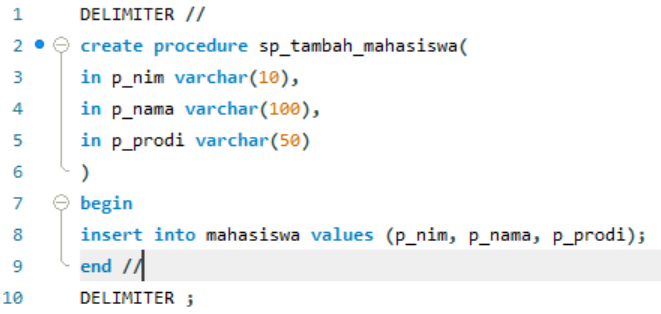 1 DELIMITER //
2 create procedure sp_tambah_mahasiswa(
3 in p_nim varchar(10),
4 in p_nama varchar(100),
5 in p_prodi varchar(50)
6 )
7 begin
8 insert into mahasiswa values (p_nim, p_nama, p_prodi);
9 end //
10 DELIMITER ;